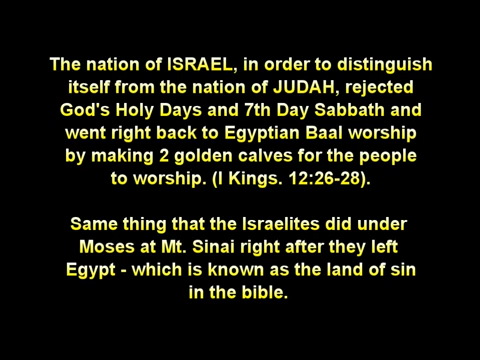 The nation of ISRAEL, in order to distinguish
itself from the nation of JUDAH, rejected
God's Holy Days and 7th Day Sabbath and
went right back to Egyptian Baal worship
by making 2 golden calves for the people
to worship. (I Kings. 12:26-28).
Same thing that the Israelites did under
Moses at Mt. Sinai right after they left
Egypt - which is known as the land of sin
in the bible.